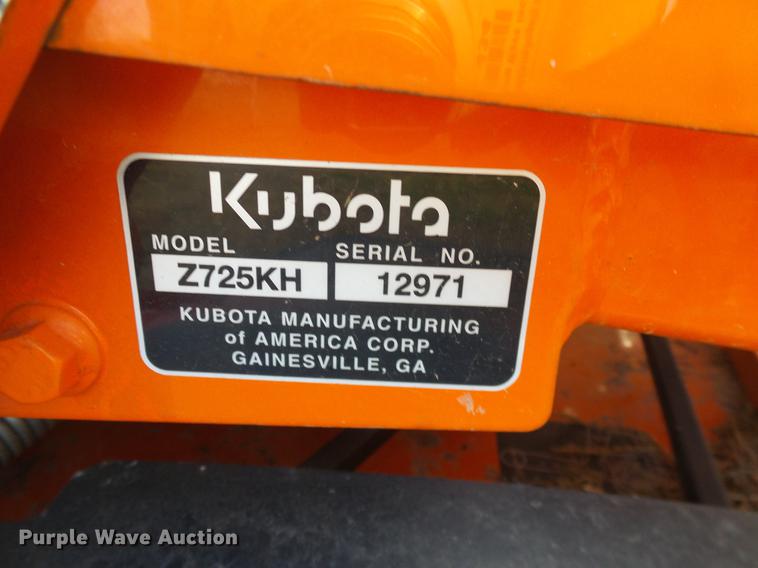 Kubota
MODEL SERIAL NO.
Z725KH 12971
KUBOTA MANUFACTURING
of AMERICA CORP.
GAINESVILLE, GA
Purple Wave Auction